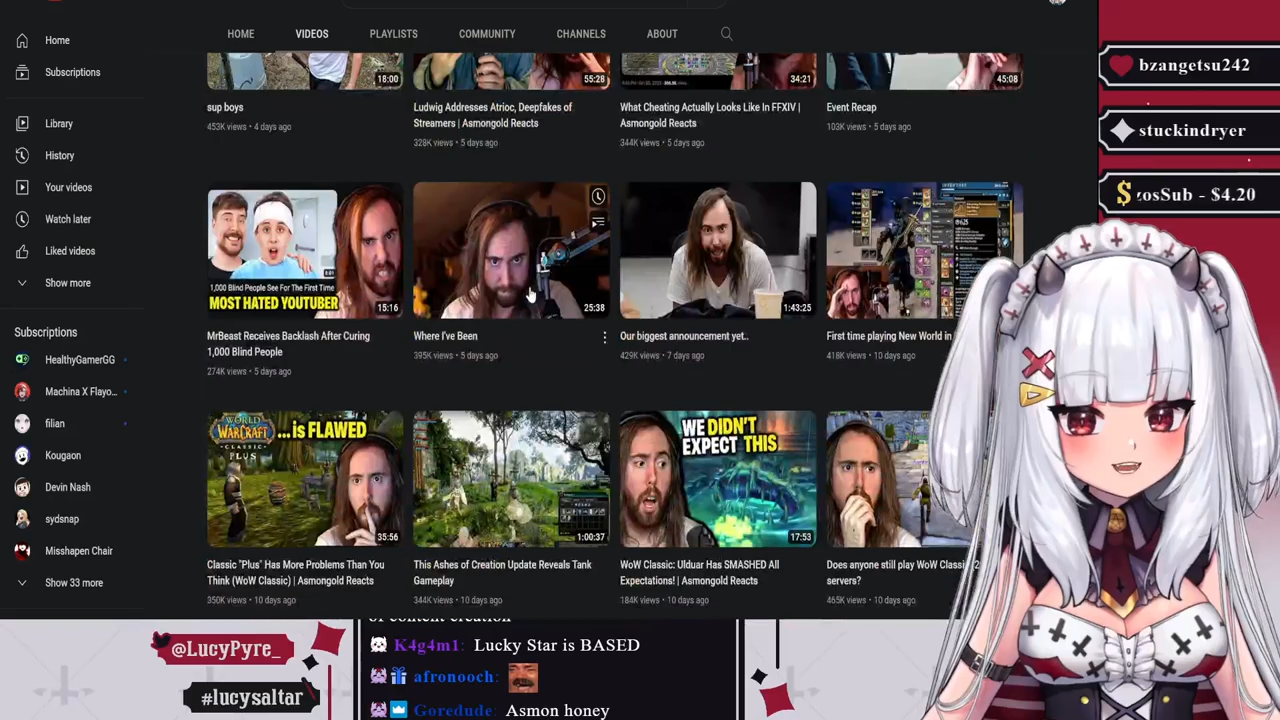 HOME VIDEOS PLAYLISTS COMMUNITY CHANNELS ABOUT
Home
Subscriptions
Library
History
Your videos
Watch later
Liked videos
Show more
Subscriptions
HealthyGamerGG
Machina X Flayo...
filian
Kougaon
Devin Nash
sydsnap
Misshapen Chair
Show 33 more
18:00
sup boys
453K views • 4 days ago
55:28
Ludwig Addresses Atrioc, Deepfakes of
Streamers | Asmongold Reacts
328K views • 5 days ago
34:21
What Cheating Actually Looks Like In FFXIV |
Asmongold Reacts
344K views • 5 days ago
45:08
Event Recap
103K views • 5 days ago
1,000 Blind People See For The First Time
MOST HATED YOUTUBER
15:16
MrBeast Receives Backlash After Curing
1,000 Blind People
274K views • 5 days ago
25:38
Where I've Been
395K views • 5 days ago
1:43:25
Our biggest announcement yet..
429K views • 7 days ago
First time playing New World in
418K views • 10 days ago
WORLD WARCRAFT
CLASSIC
PLUS
...is FLAWED
35:56
Classic "Plus" Has More Problems Than You
Think (WoW Classic) | Asmongold Reacts
350K views • 10 days ago
1:00:37
This Ashes of Creation Update Reveals Tank
Gameplay
344K views • 10 days ago
WE DIDN'T
EXPECT THIS
17:53
WoW Classic: Ulduar Has SMASHED All
Expectations! | Asmongold Reacts
184K views • 10 days ago
Does anyone still play WoW Classic
servers?
465K views • 10 days ago
bzangetsu242
stuckindryer
zosSub - $4.20
@LucyPyre_
#lucysaltar
of content creation
K4g4m1: Lucky Star is BASED
afronooch:
Goredude: Asmon honey